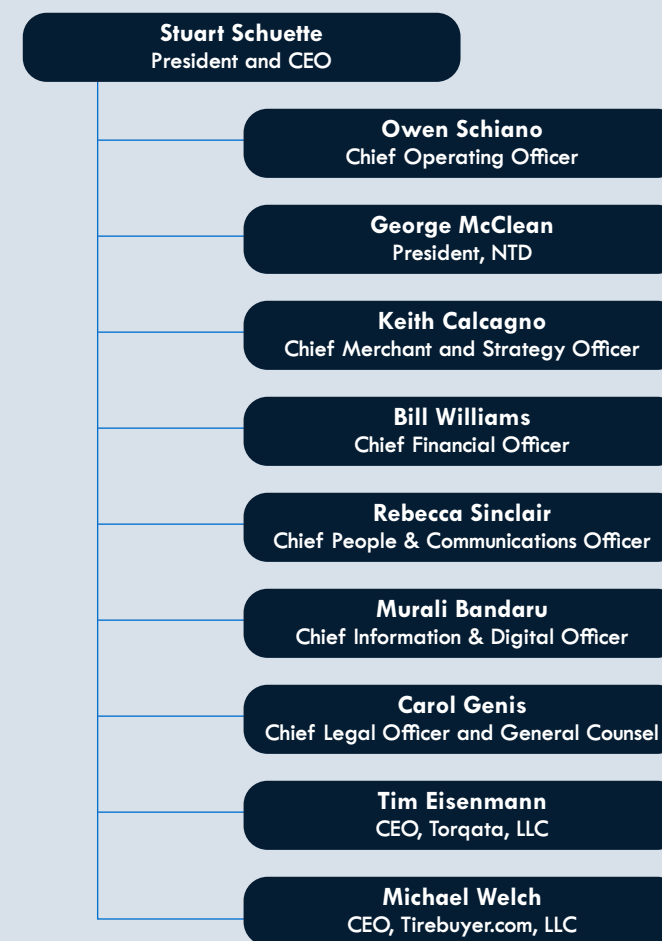 Stuart Schuette
President and CEO
Owen Schiano
Chief Operating Officer
George McClean
President, NTD
Keith Calcagno
Chief Merchant and Strategy Officer
Bill Williams
Chief Financial Officer
Rebecca Sinclair
Chief People & Communications Officer
Murali Bandaru
Chief Information & Digital Officer
Carol Genis
Chief Legal Officer and General Counsel
Tim Eisenmann
CEO, Torqata, LLC
Michael Welch
CEO, Tirebuyer.com, LLC